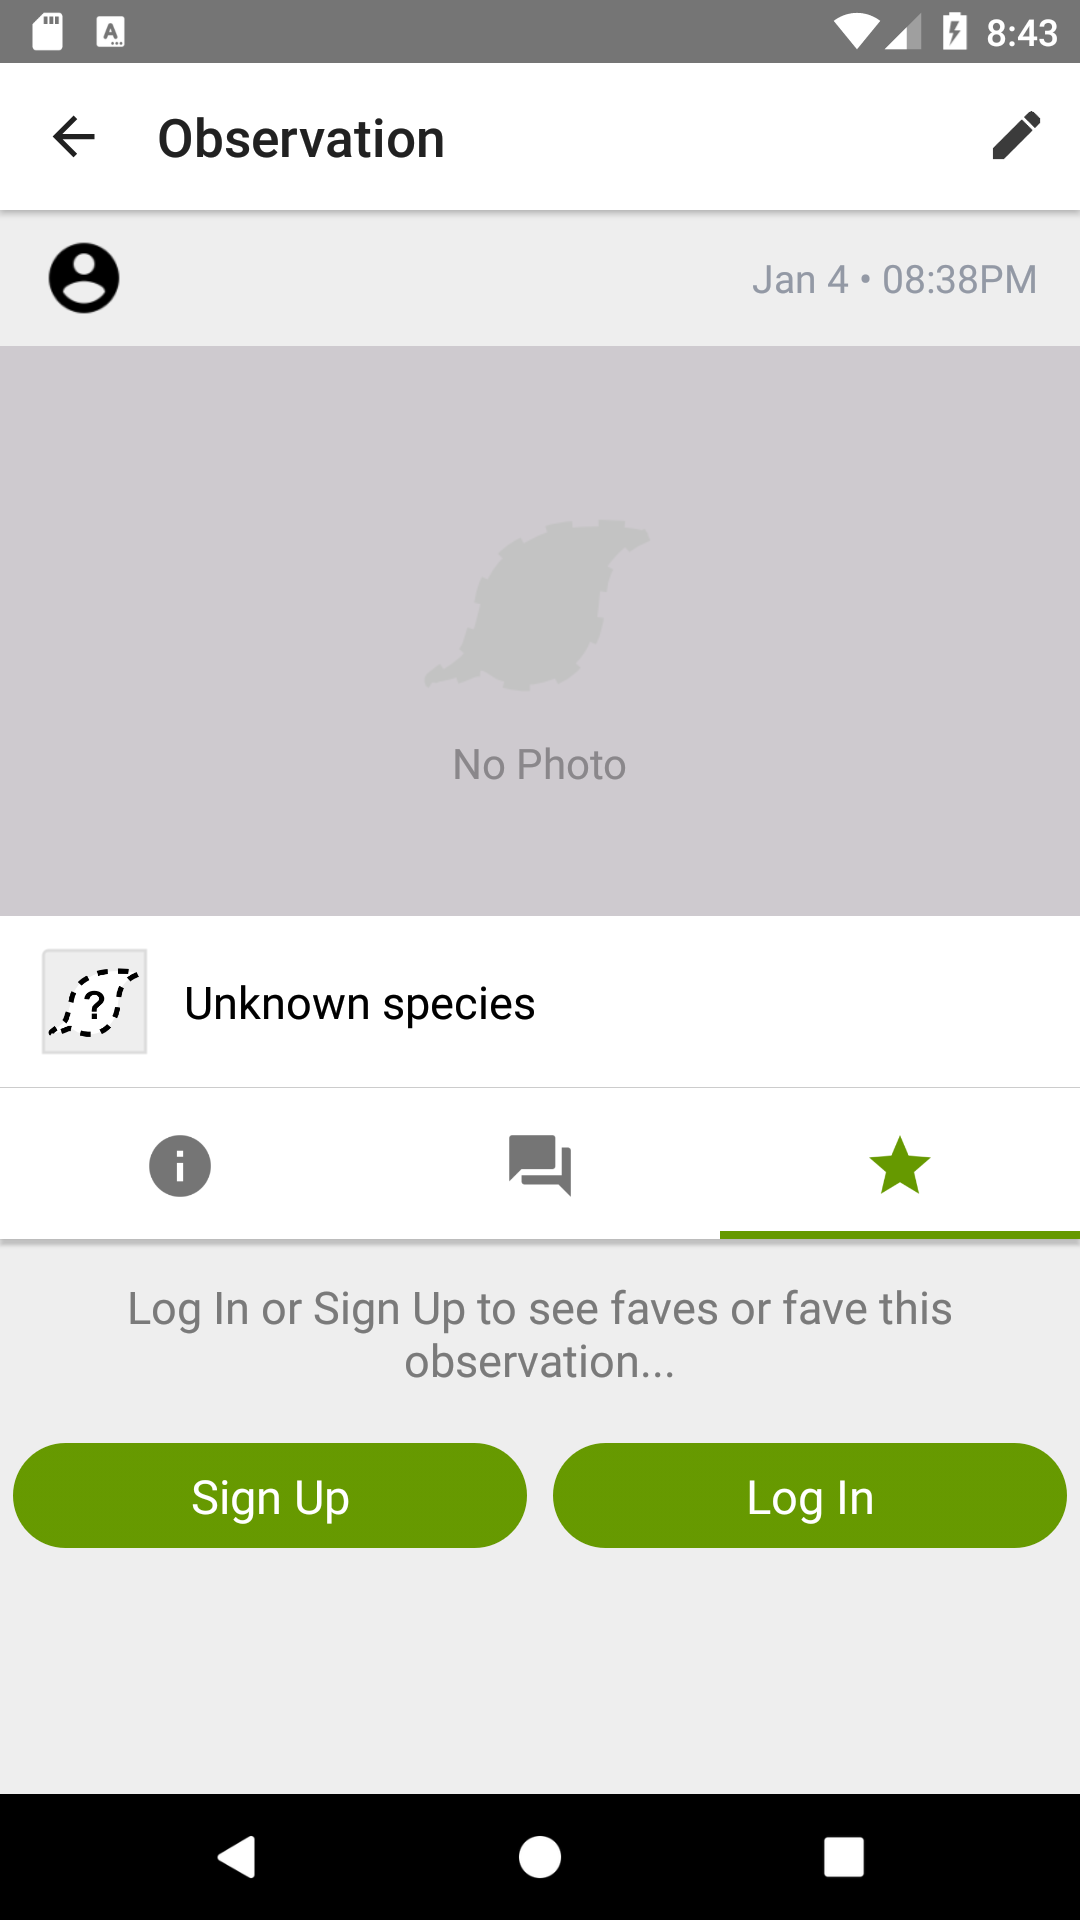 8:43
Observation
Jan 4 • 08:38PM
No Photo
?
Unknown species
Log In or Sign Up to see faves or fave this
observation...
Sign Up
Log In